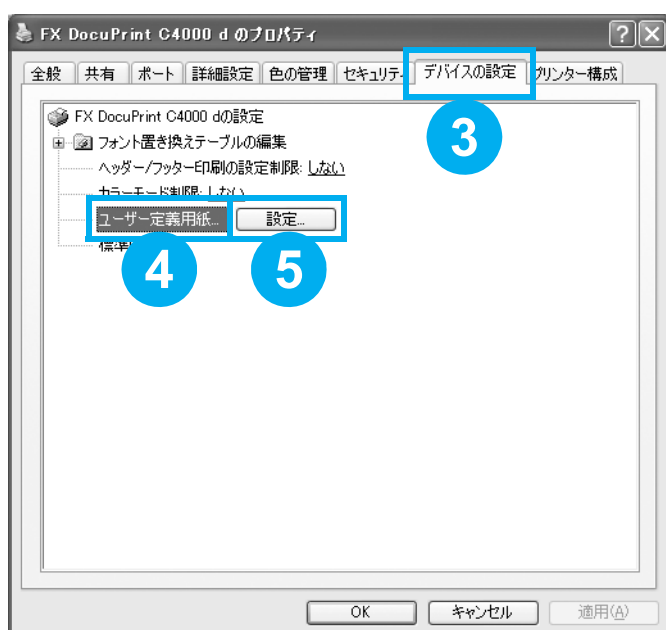 FX DocuPrint C4000 d のプロパティ
全般 共有 ポート 詳細設定 色の管理 セキュリティ デバイスの設定 プリンター構成
3
FX DocuPrint C4000 dの設定
フォント置き換えテーブルの編集
ヘッダー/フッター印刷の設定制限: しない
カラーモード制限: しない
ユーザー定義用紙... 設定...
標準
4 5
OK キャンセル 適用(A)